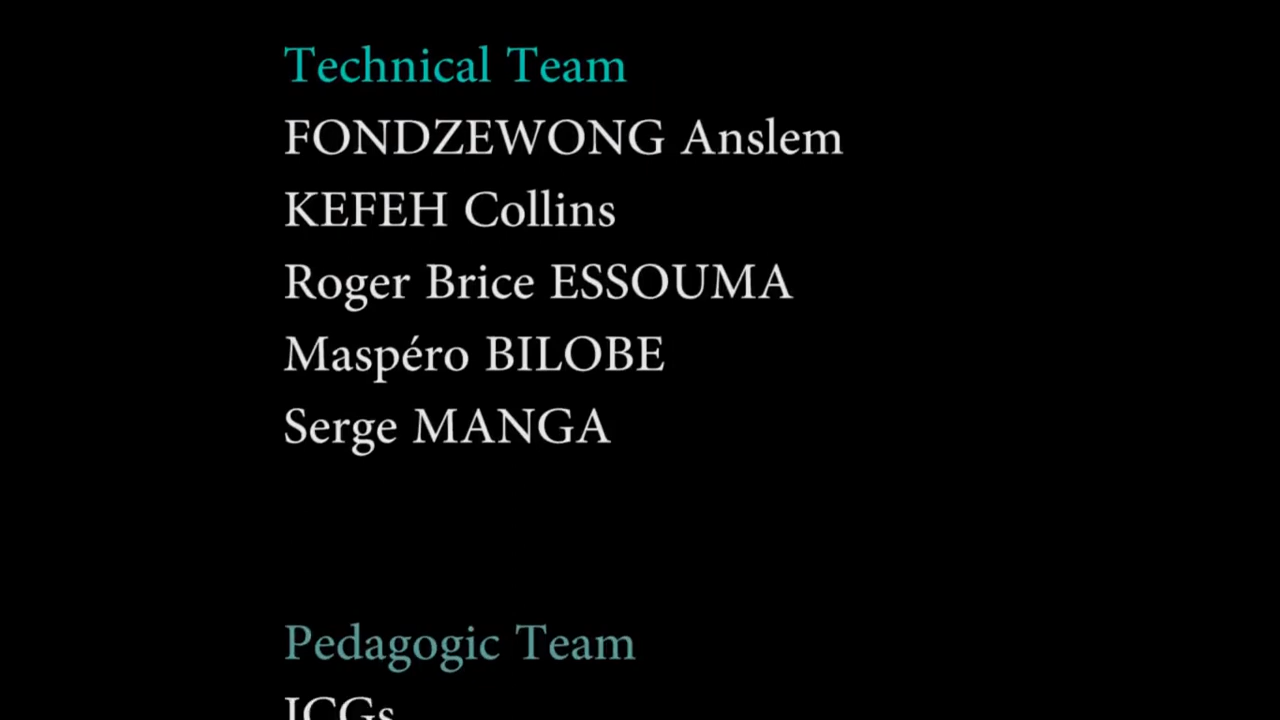 Technical Team
FONDZEWONG Anslem
KEFEH Collins
Roger Brice ESSOUMA
Maspéro BILOBE
Serge MANGA
Pedagogic Team